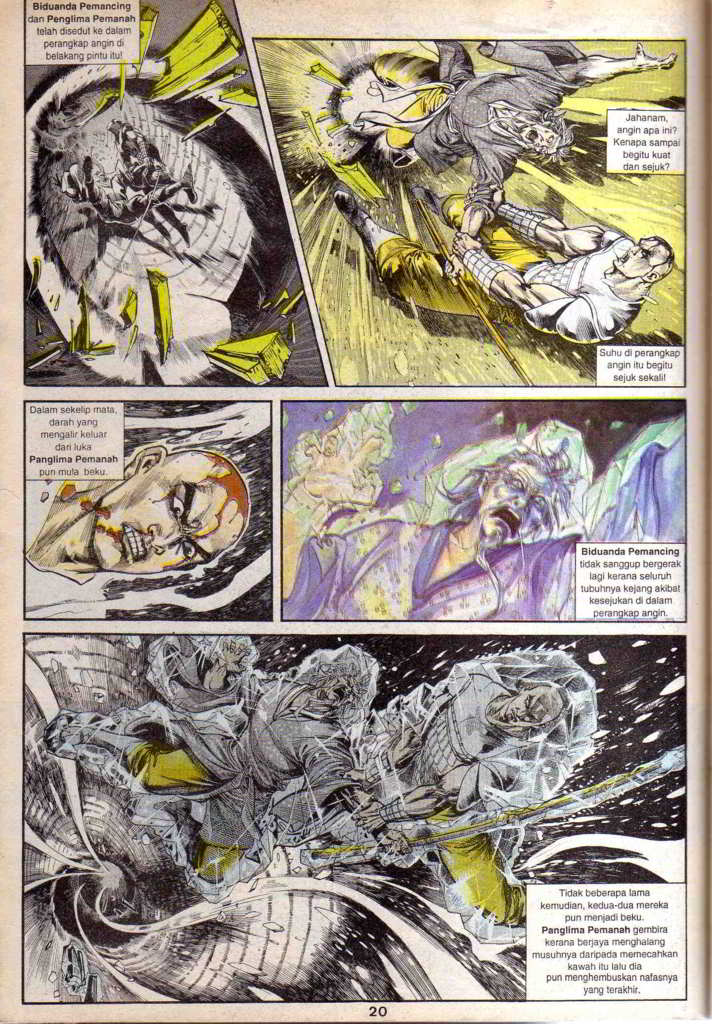 Biduanda Pemancing
dan Penglima Pemanah
telah disedut ke dalam
perangkap angin di
belakang pintu itu!
Jahanam,
angin apa ini?
Kenapa sampai
begitu kuat
dan sejuk?
Suhu di perangkap
angin itu begitu
sejuk sekali!
Dalam sekelip mata,
darah yang
mengalir keluar
dari luka
Panglima Pemanah
pun mula beku.
Biduanda Pemancing
tidak sanggup bergerak
lagi kerana seluruh
tubuhnya kejang akibat
kesejukan di dalam
perangkap angin.
Tidak beberapa lama
kemudian, kedua-dua mereka
pun menjadi beku.
Panglima Pemanah gembira
kerana berjaya menghalang
musuhnya daripada memecahkan
kawah itu lalu dia
pun menghembuskan nafasnya
yang terakhir.
20